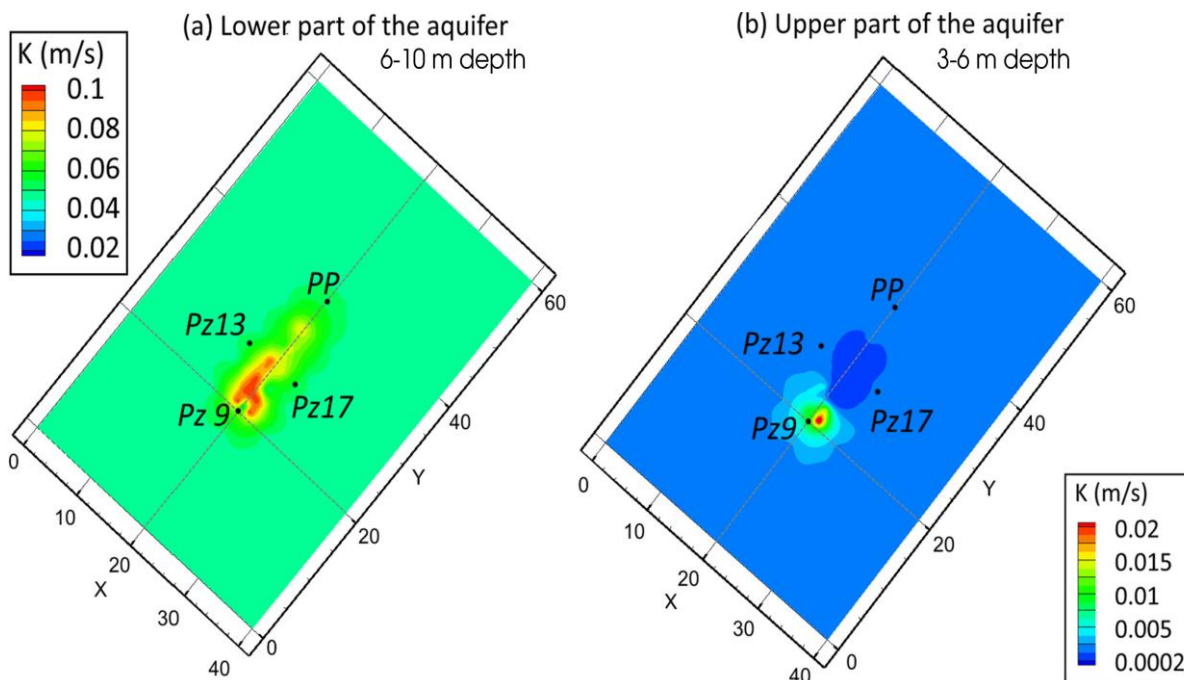 (a) Lower part of the aquifer
6-10 m depth
K (m/s)
0.1
0.08
0.06
0.04
0.02
PP
Pz13
Pz17
Pz 9
0
10
20
30
40
X
0
20
40
60
Y
(b) Upper part of the aquifer
3-6 m depth
PP
Pz13
Pz17
Pz9
0
10
20
30
40
X
0
20
40
60
Y
K (m/s)
0.02
0.015
0.01
0.005
0.0002